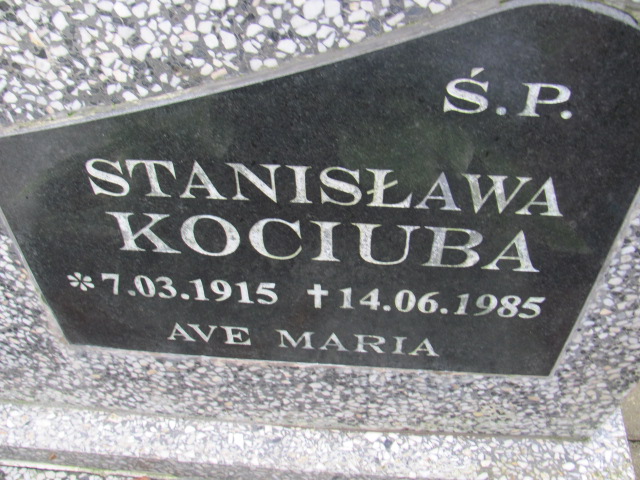 Ś.P.
STANISŁAWA
KOCIUBA
* 7.03.1915 † 14.06.1985
AVE MARIA